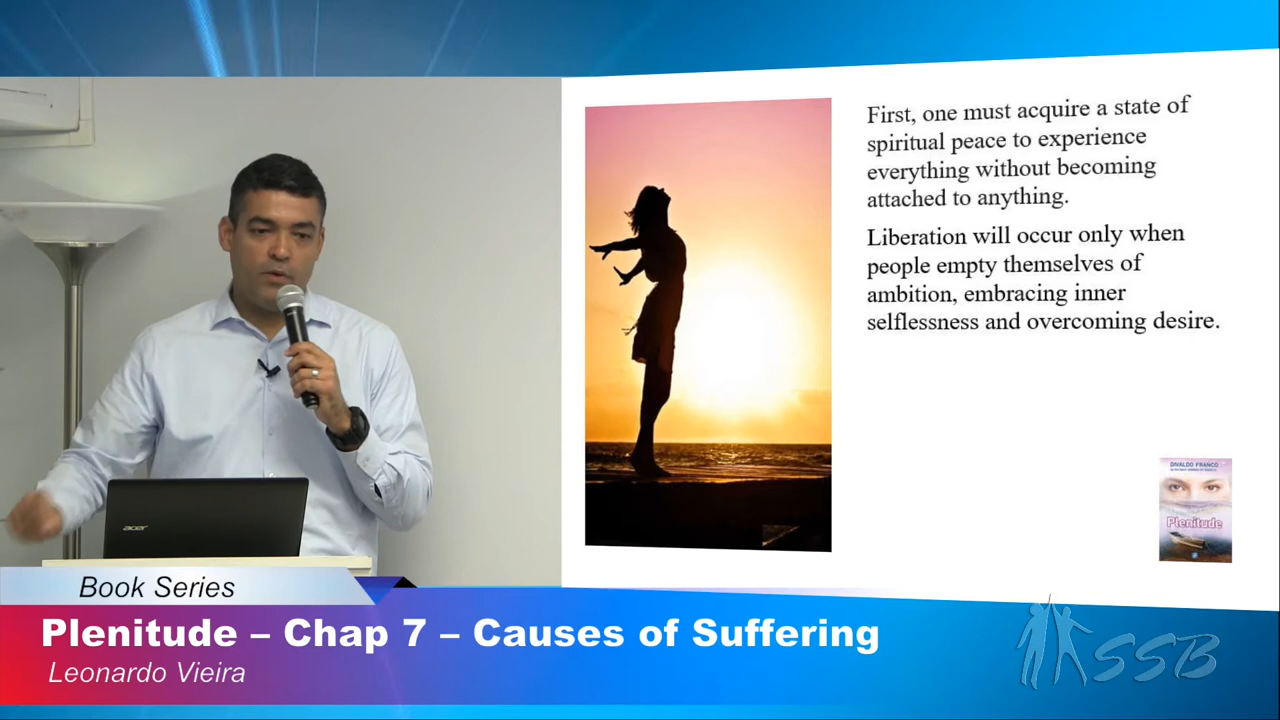 First, one must acquire a state of
spiritual peace to experience
everything without becoming
attached to anything.
Liberation will occur only when
people empty themselves of
ambition, embracing inner
selflessness and overcoming desire.
acer
DIVALDO FRANCO
Plenitude
Book Series
Plenitude – Chap 7 – Causes of Suffering
Leonardo Vieira
SSB